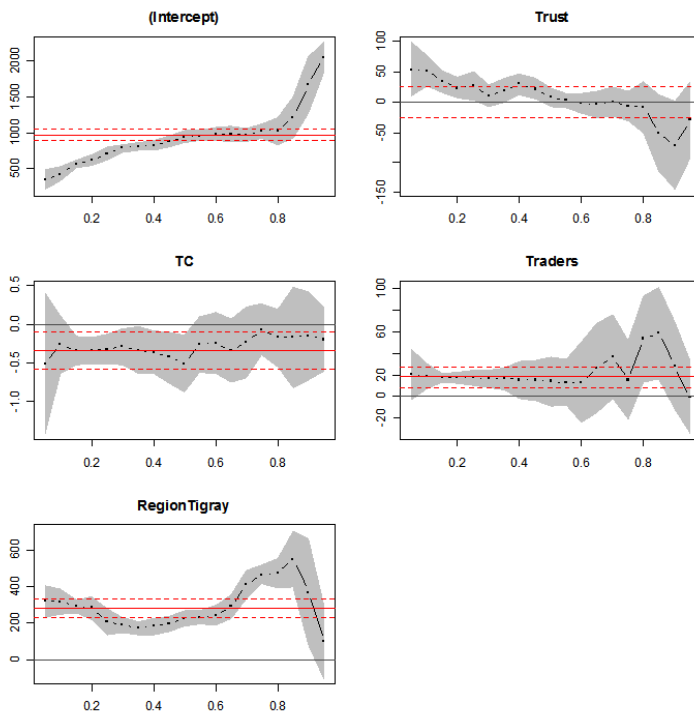 (Intercept)
500 1000 1500 2000
0.2 0.4 0.6 0.8
Trust
-150 -50 0 50 100
0.2 0.4 0.6 0.8
TC
-1.0 -0.5 0.0 0.5
0.2 0.4 0.6 0.8
Traders
-20 0 20 60 100
0.2 0.4 0.6 0.8
RegionTigray
0 200 400 600
0.2 0.4 0.6 0.8